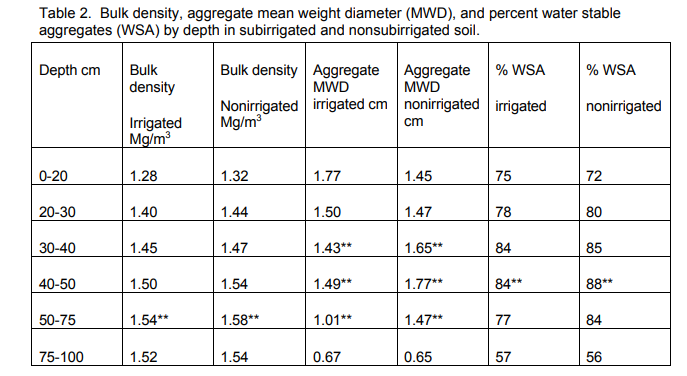 Table 2.  Bulk density, aggregate mean weight diameter (MWD), and percent water stable
aggregates (WSA) by depth in subirrigated and nonsubirrigated soil.
Depth cm | Bulk density Irrigated Mg/m³ | Bulk density Nonirrigated Mg/m³ | Aggregate MWD irrigated cm | Aggregate MWD nonirrigated cm | % WSA irrigated | % WSA nonirrigated
0-20 | 1.28 | 1.32 | 1.77 | 1.45 | 75 | 72
20-30 | 1.40 | 1.44 | 1.50 | 1.47 | 78 | 80
30-40 | 1.45 | 1.47 | 1.43** | 1.65** | 84 | 85
40-50 | 1.50 | 1.54 | 1.49** | 1.77** | 84** | 88**
50-75 | 1.54** | 1.58** | 1.01** | 1.47** | 77 | 84
75-100 | 1.52 | 1.54 | 0.67 | 0.65 | 57 | 56